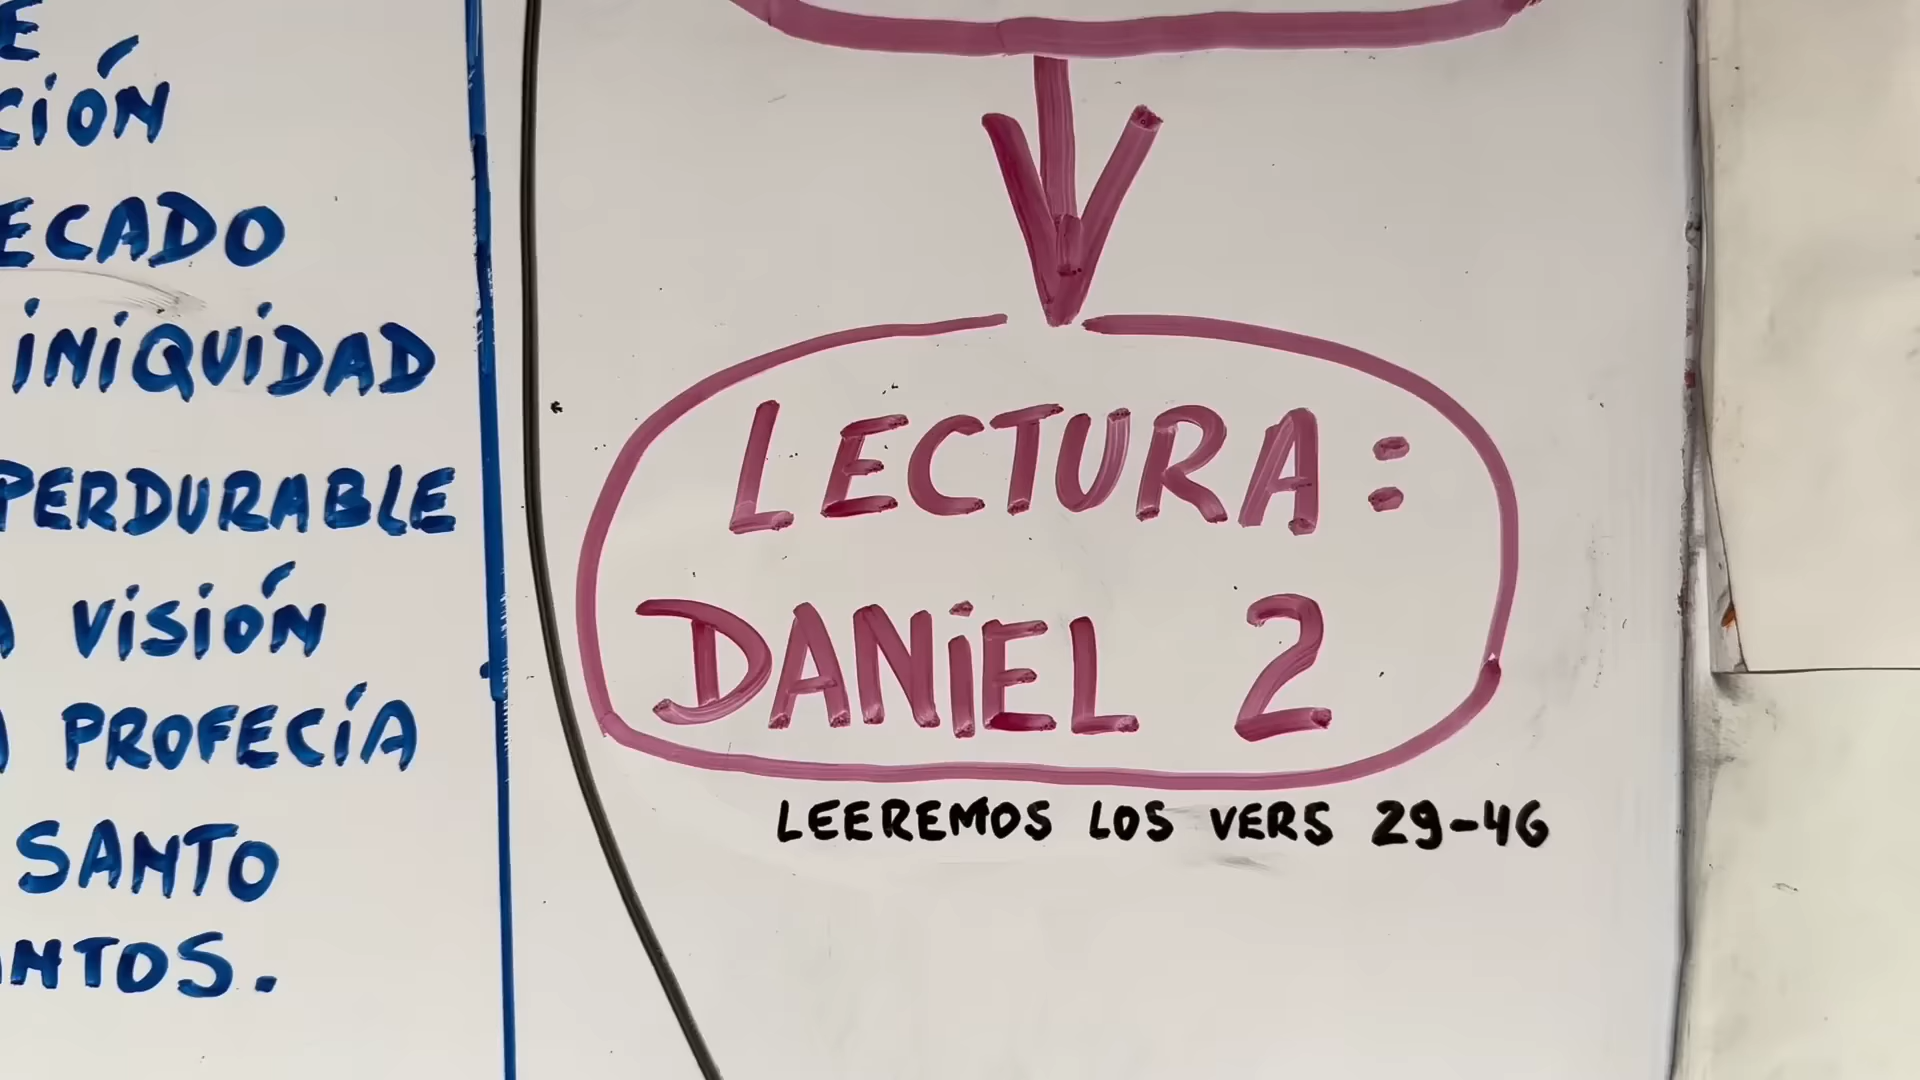 CIÓN
ECADO
INIQUIDAD
PERDURABLE
VISIÓN
PROFECÍA
SANTO
NTOS.
LECTURA:
DANIEL 2
LEEREMOS LOS VERS 29-46